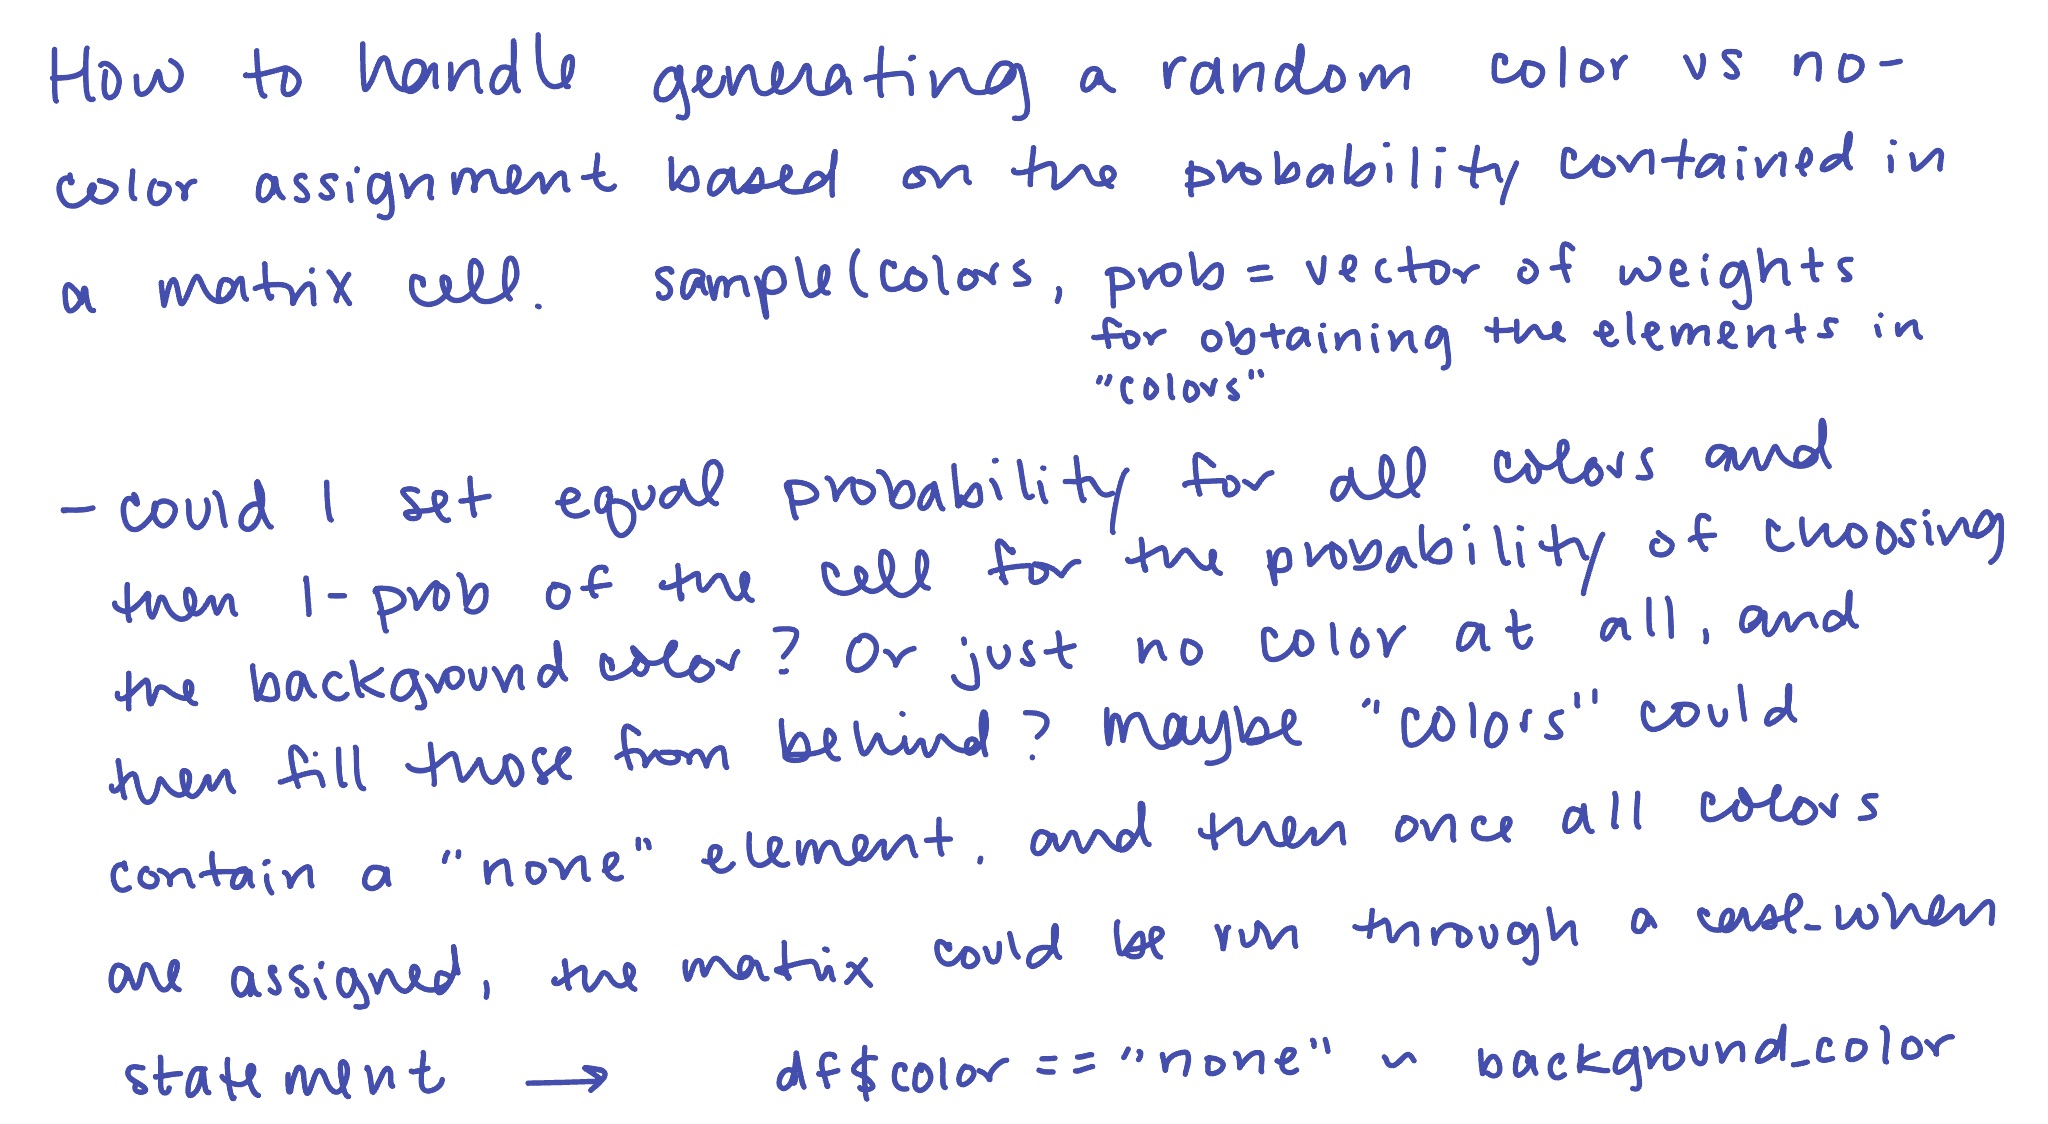 How to handle generating a random color vs no-
color assignment based on the probability contained in
a matrix cell. sample(colors, prob = vector of weights
for obtaining the elements in
"colors"
- could I set equal probability for all colors and
then 1-prob of the cell for the probability of choosing
the background color? Or just no color at all, and
then fill those from behind? Maybe "colors" could
contain a "none" element. and then once all colors
are assigned, the matrix could be run through a case_when
statement → df$color == "none" ~ background_color